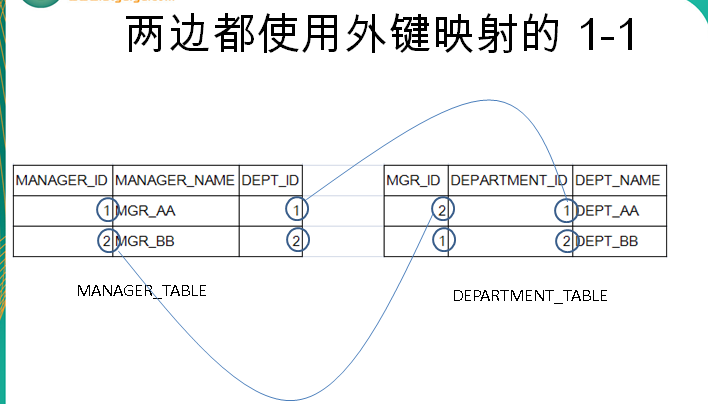 两边都使用外键映射的 1-1
MANAGER_ID MANAGER_NAME DEPT_ID
1 MGR_AA 1
2 MGR_BB 2
MANAGER_TABLE
MGR_ID DEPARTMENT_ID DEPT_NAME
2 1 DEPT_AA
1 2 DEPT_BB
DEPARTMENT_TABLE